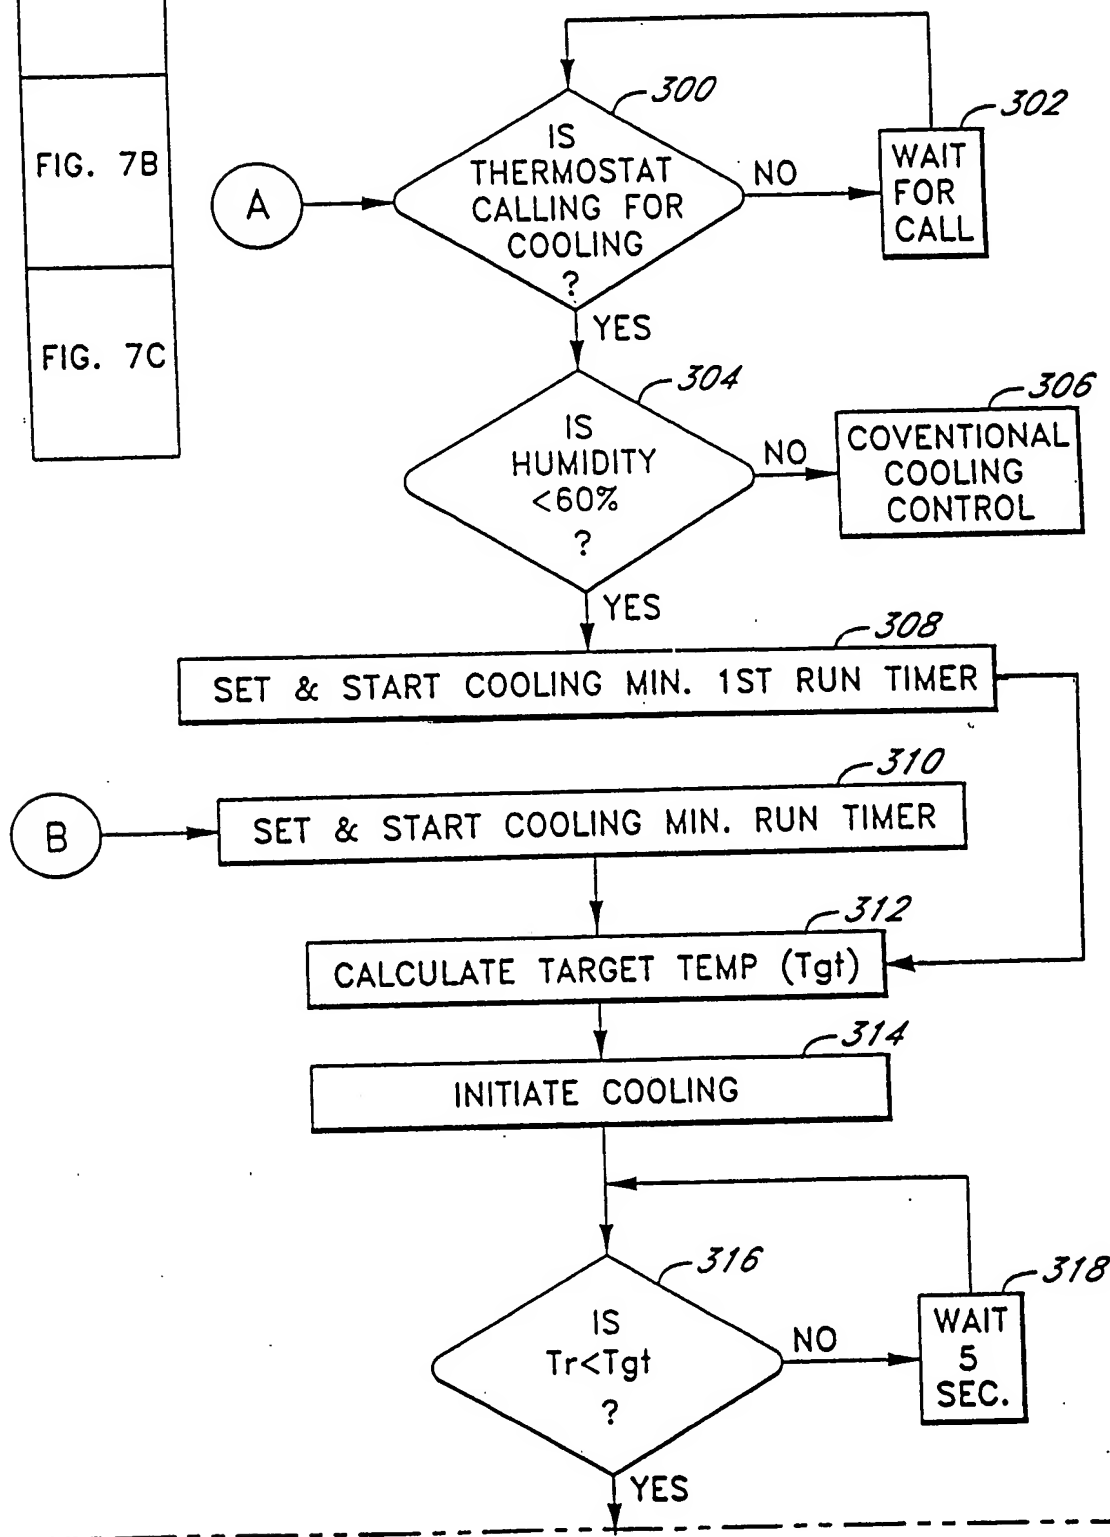 FIG. 7B
FIG. 7C
A
300
IS
THERMOSTAT
CALLING FOR
COOLING
?
NO
302
WAIT
FOR
CALL
YES
304
IS
HUMIDITY
<60%
?
NO
306
COVENTIONAL
COOLING
CONTROL
YES
308
SET & START COOLING MIN. 1ST RUN TIMER
310
B
SET & START COOLING MIN. RUN TIMER
312
CALCULATE TARGET TEMP (Tgt)
314
INITIATE COOLING
316
IS
Tr<Tgt
?
NO
318
WAIT
5
SEC.
YES